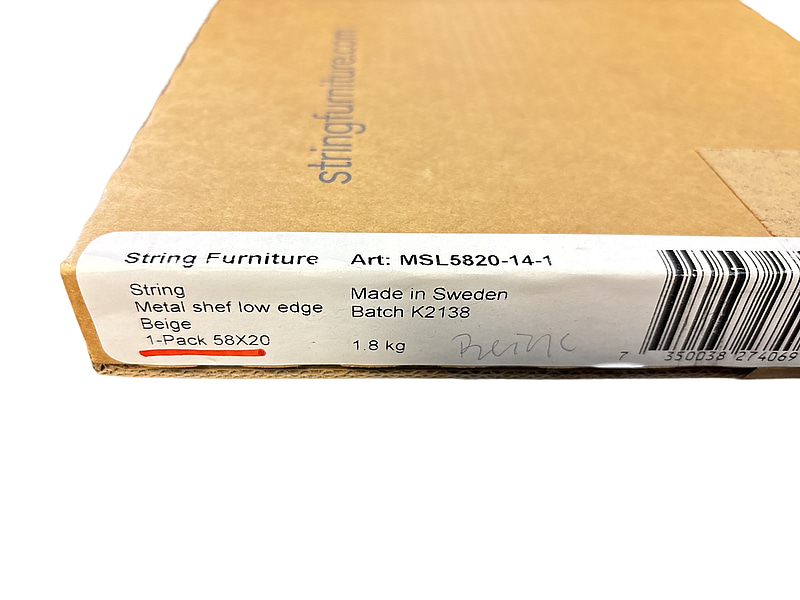 stringfurniture.com
String Furniture Art: MSL5820-14-1
String
Metal shef low edge
Beige
1-Pack 58X20
Made in Sweden
Batch K2138
1.8 kg
7 350038 274069